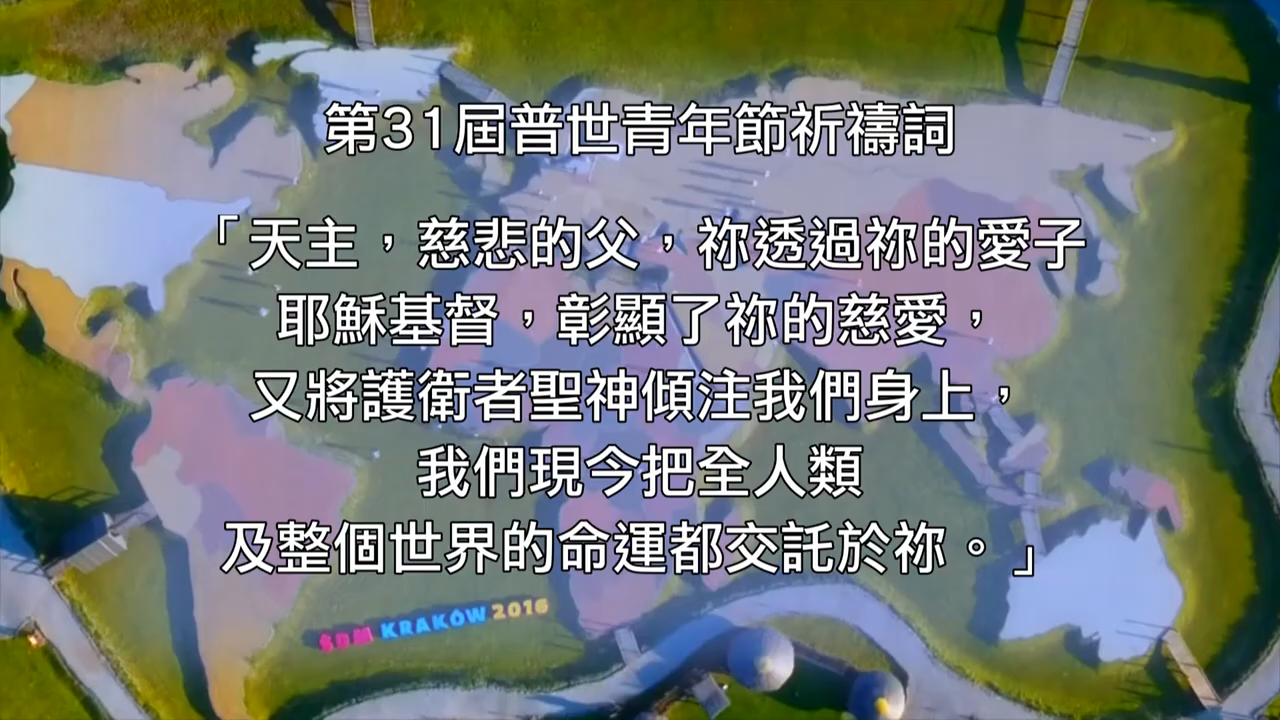 第31屆普世青年節祈禱詞
「天主，慈悲的父，祢透過祢的愛子
耶穌基督，彰顯了祢的慈愛，
又將護衛者聖神傾注我們身上，
我們現今把全人類
及整個世界的命運都交託於祢。」
ŚDM KRAKÓW 2016